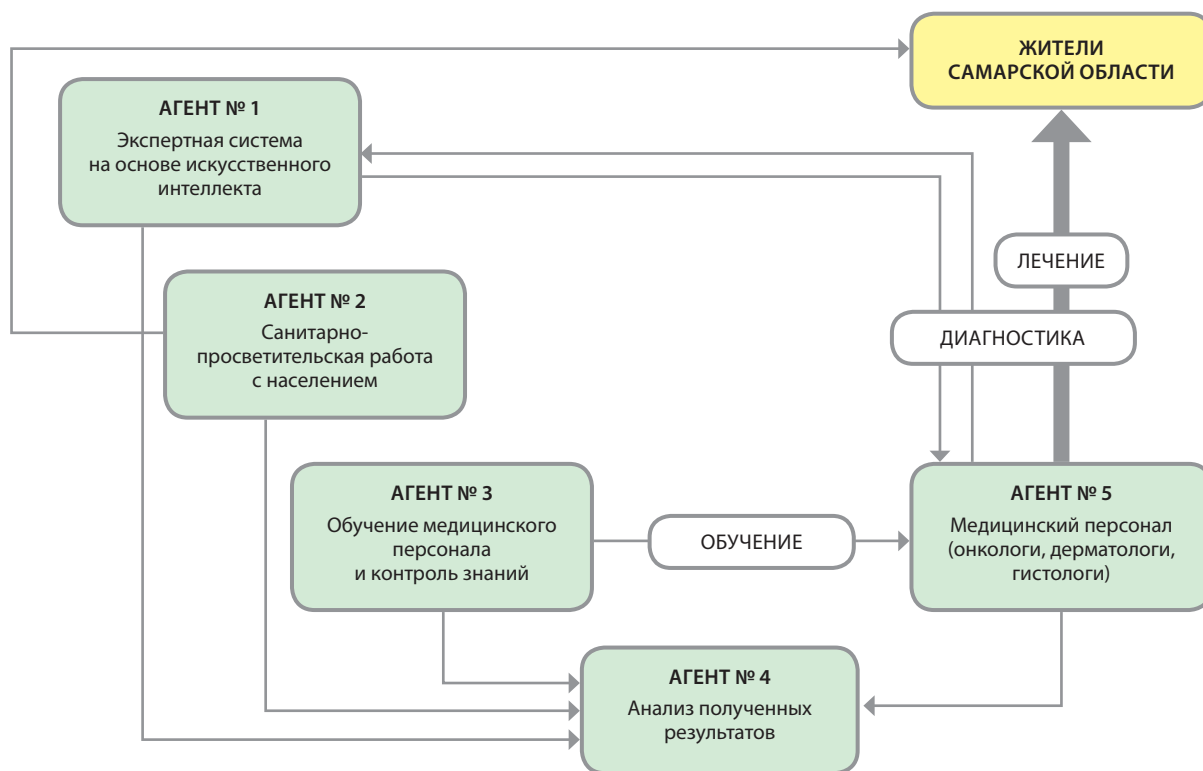 ЖИТЕЛИ
САМАРСКОЙ ОБЛАСТИ
АГЕНТ № 1
Экспертная система
на основе искусственного
интеллекта
ЛЕЧЕНИЕ
АГЕНТ № 2
Санитарно-
просветительская работа
с населением
ДИАГНОСТИКА
АГЕНТ № 3
Обучение медицинского
персонала
и контроль знаний
ОБУЧЕНИЕ
АГЕНТ № 5
Медицинский персонал
(онкологи, дерматологи,
гистологи)
АГЕНТ № 4
Анализ полученных
результатов